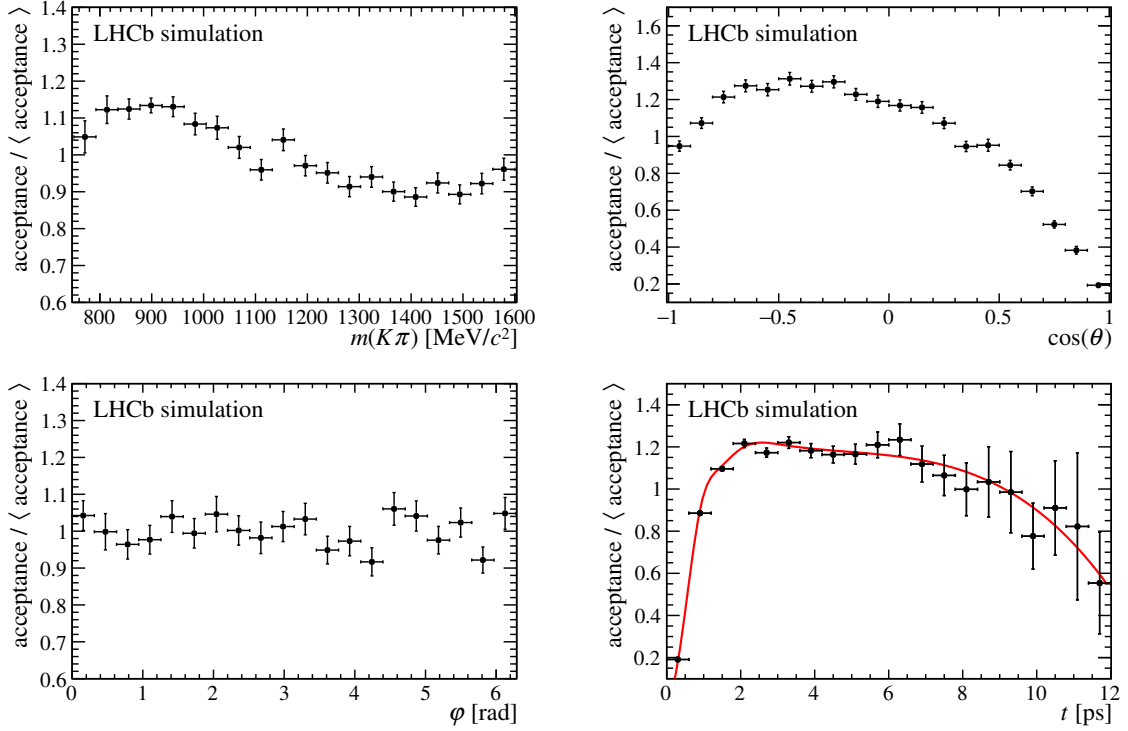 LHCb simulation
acceptance / ⟨ acceptance ⟩
1.4
1.3
1.2
1.1
1
0.9
0.8
0.7
0.6
800 900 1000 1100 1200 1300 1400 1500 1600
m(Kπ) [MeV/c²]
LHCb simulation
acceptance / ⟨ acceptance ⟩
1.6
1.4
1.2
1
0.8
0.6
0.4
0.2
−1 −0.5 0 0.5 1
cos(θ)
LHCb simulation
acceptance / ⟨ acceptance ⟩
1.4
1.3
1.2
1.1
1
0.9
0.8
0.7
0.6
0 1 2 3 4 5 6
φ [rad]
LHCb simulation
acceptance / ⟨ acceptance ⟩
1.4
1.2
1
0.8
0.6
0.4
0.2
0 2 4 6 8 10 12
t [ps]